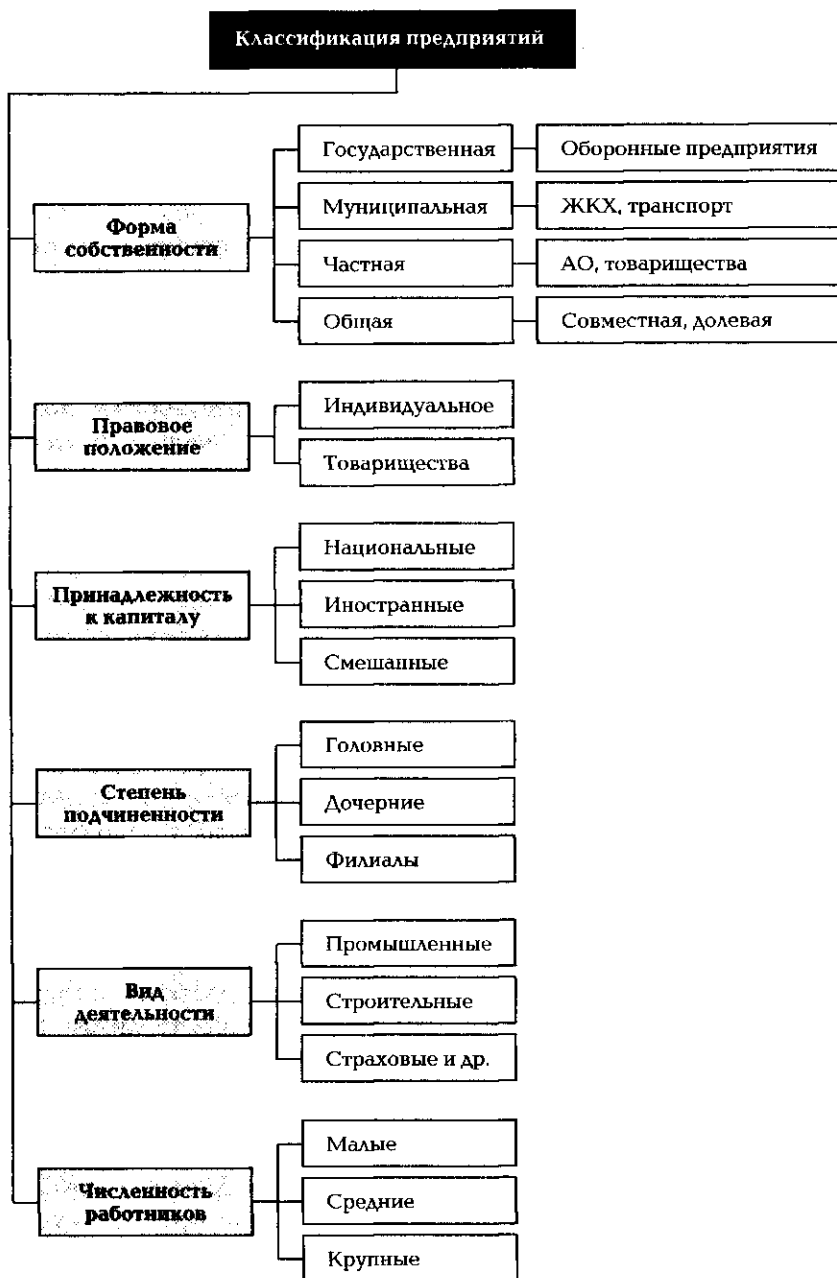 Классификация предприятий
Форма
собственности
Государственная
Оборонные предприятия
Муниципальная
ЖКХ, транспорт
Частная
АО, товарищества
Общая
Совместная, долевая
Правовое
положение
Индивидуальное
Товарищества
Принадлежность
к капиталу
Национальные
Иностранные
Смешанные
Степень
подчиненности
Головные
Дочерние
Филиалы
Вид
деятельности
Промышленные
Строительные
Страховые и др.
Численность
работников
Малые
Средние
Крупные